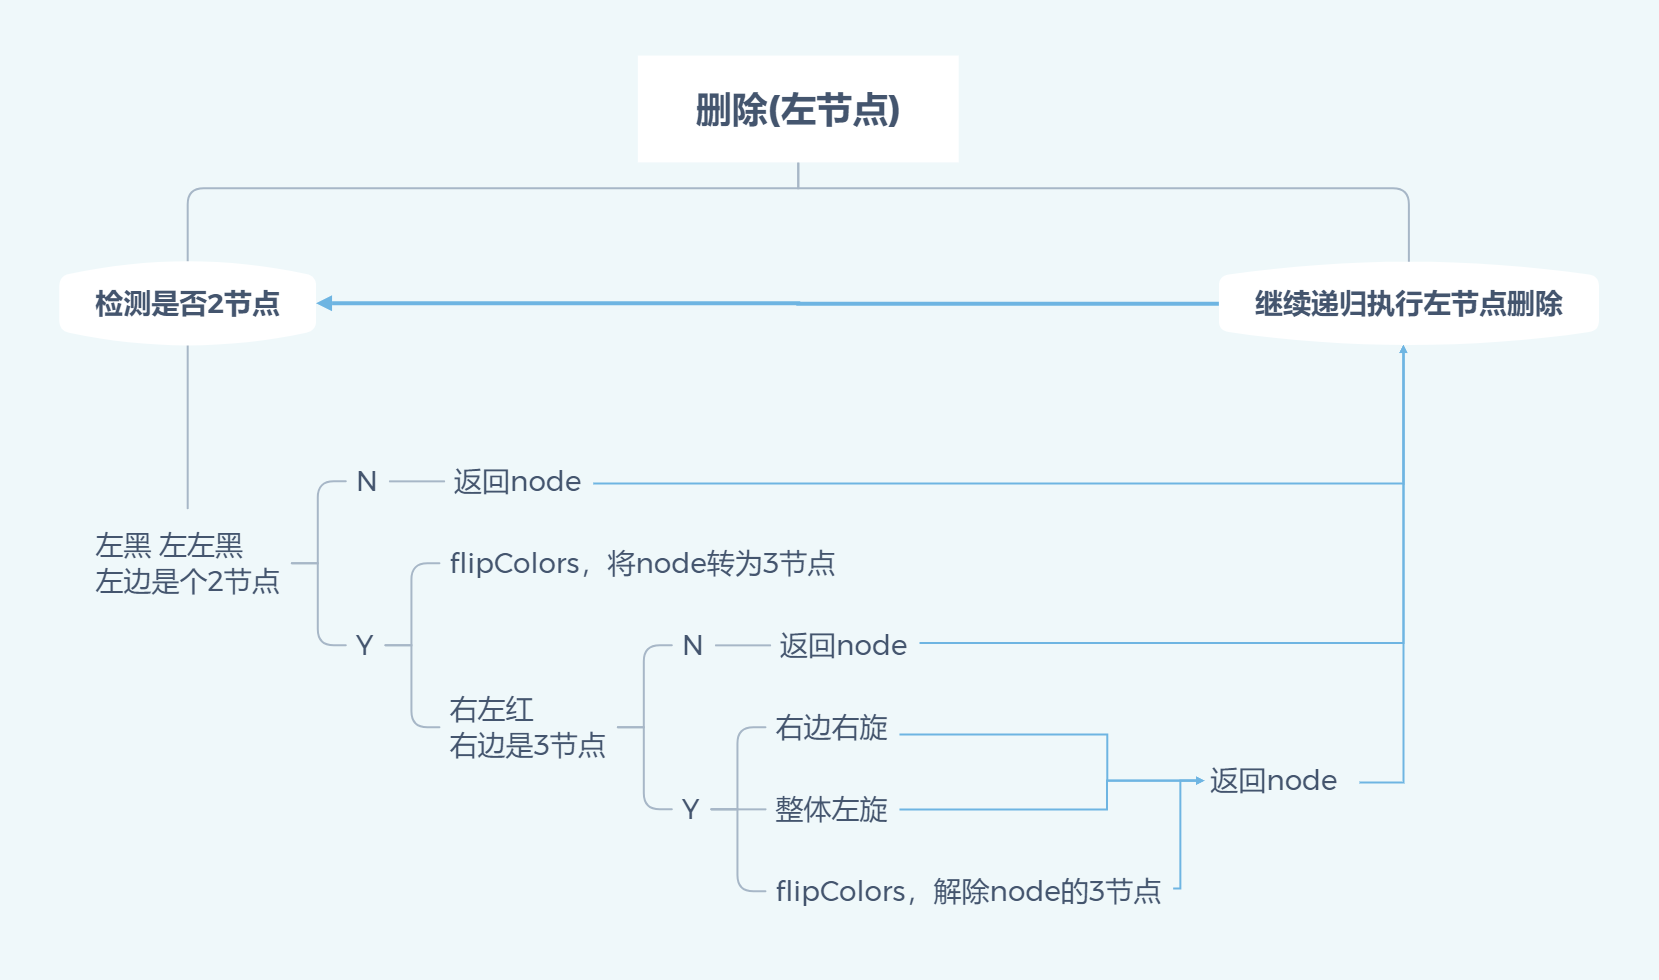 删除(左节点)
检测是否2节点
继续递归执行左节点删除
N
返回node
左黑 左左黑
左边是个2节点
flipColors，将node转为3节点
Y
N
返回node
右左红
右边是3节点
右边右旋
返回node
Y
整体左旋
flipColors，解除node的3节点